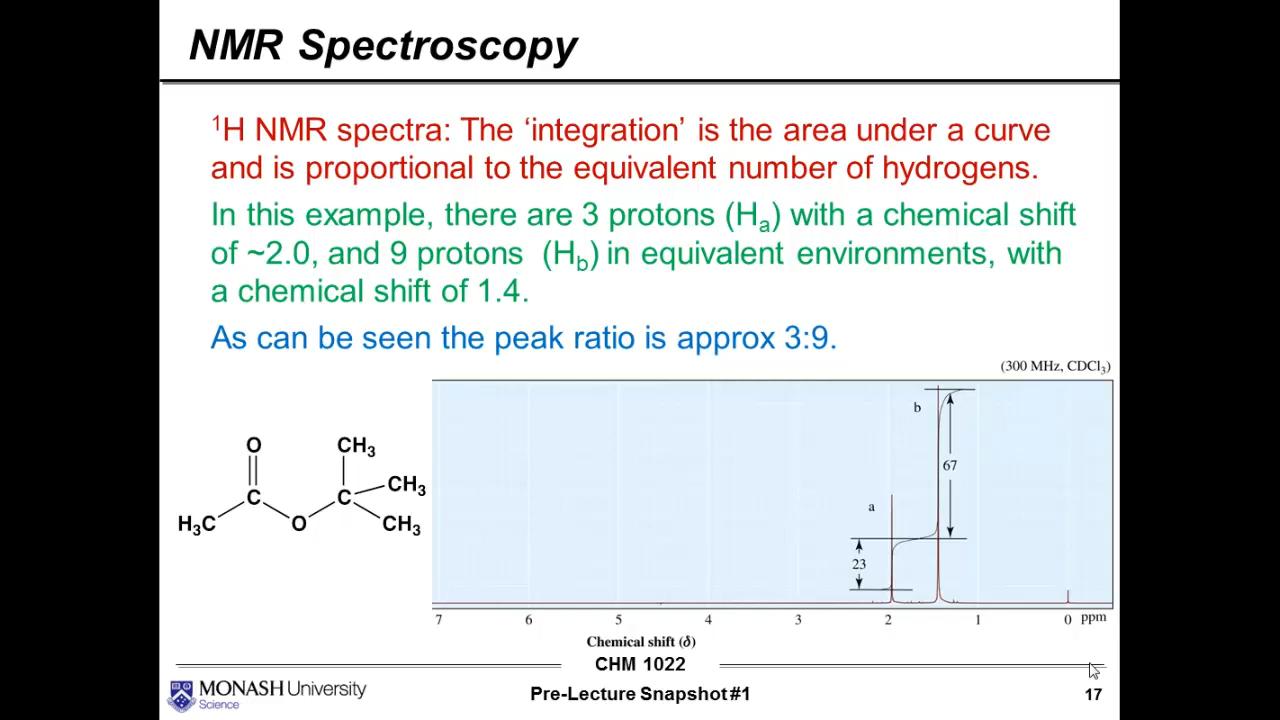 NMR Spectroscopy
¹H NMR spectra: The ‘integration’ is the area under a curve
and is proportional to the equivalent number of hydrogens.
In this example, there are 3 protons (Hₐ) with a chemical shift
of ~2.0, and 9 protons (H_b) in equivalent environments, with
a chemical shift of 1.4.
As can be seen the peak ratio is approx 3:9.
(300 MHz, CDCl₃)
b
67
a
23
O
CH₃
C
C
CH₃
H₃C
O
CH₃
7 6 5 4 3 2 1 0 ppm
Chemical shift (δ)
CHM 1022
MONASH University
Science
Pre-Lecture Snapshot #1
17